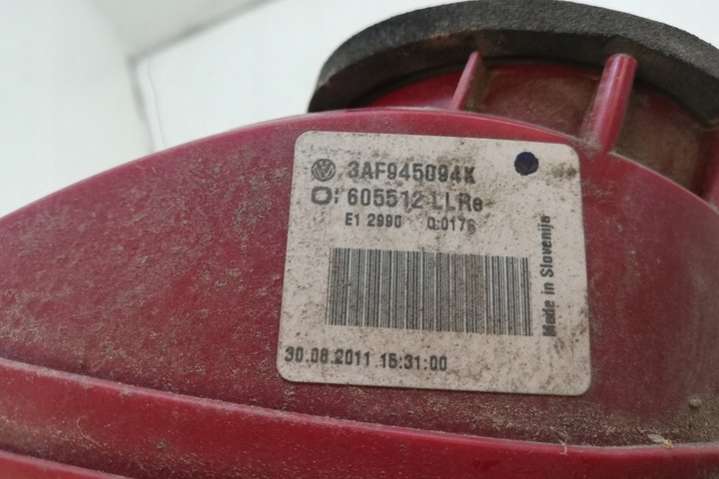 3AF945094K
605512 LLRe
E1 2990 0:0176
Made in Slovenija
30.08.2011 15:31:00